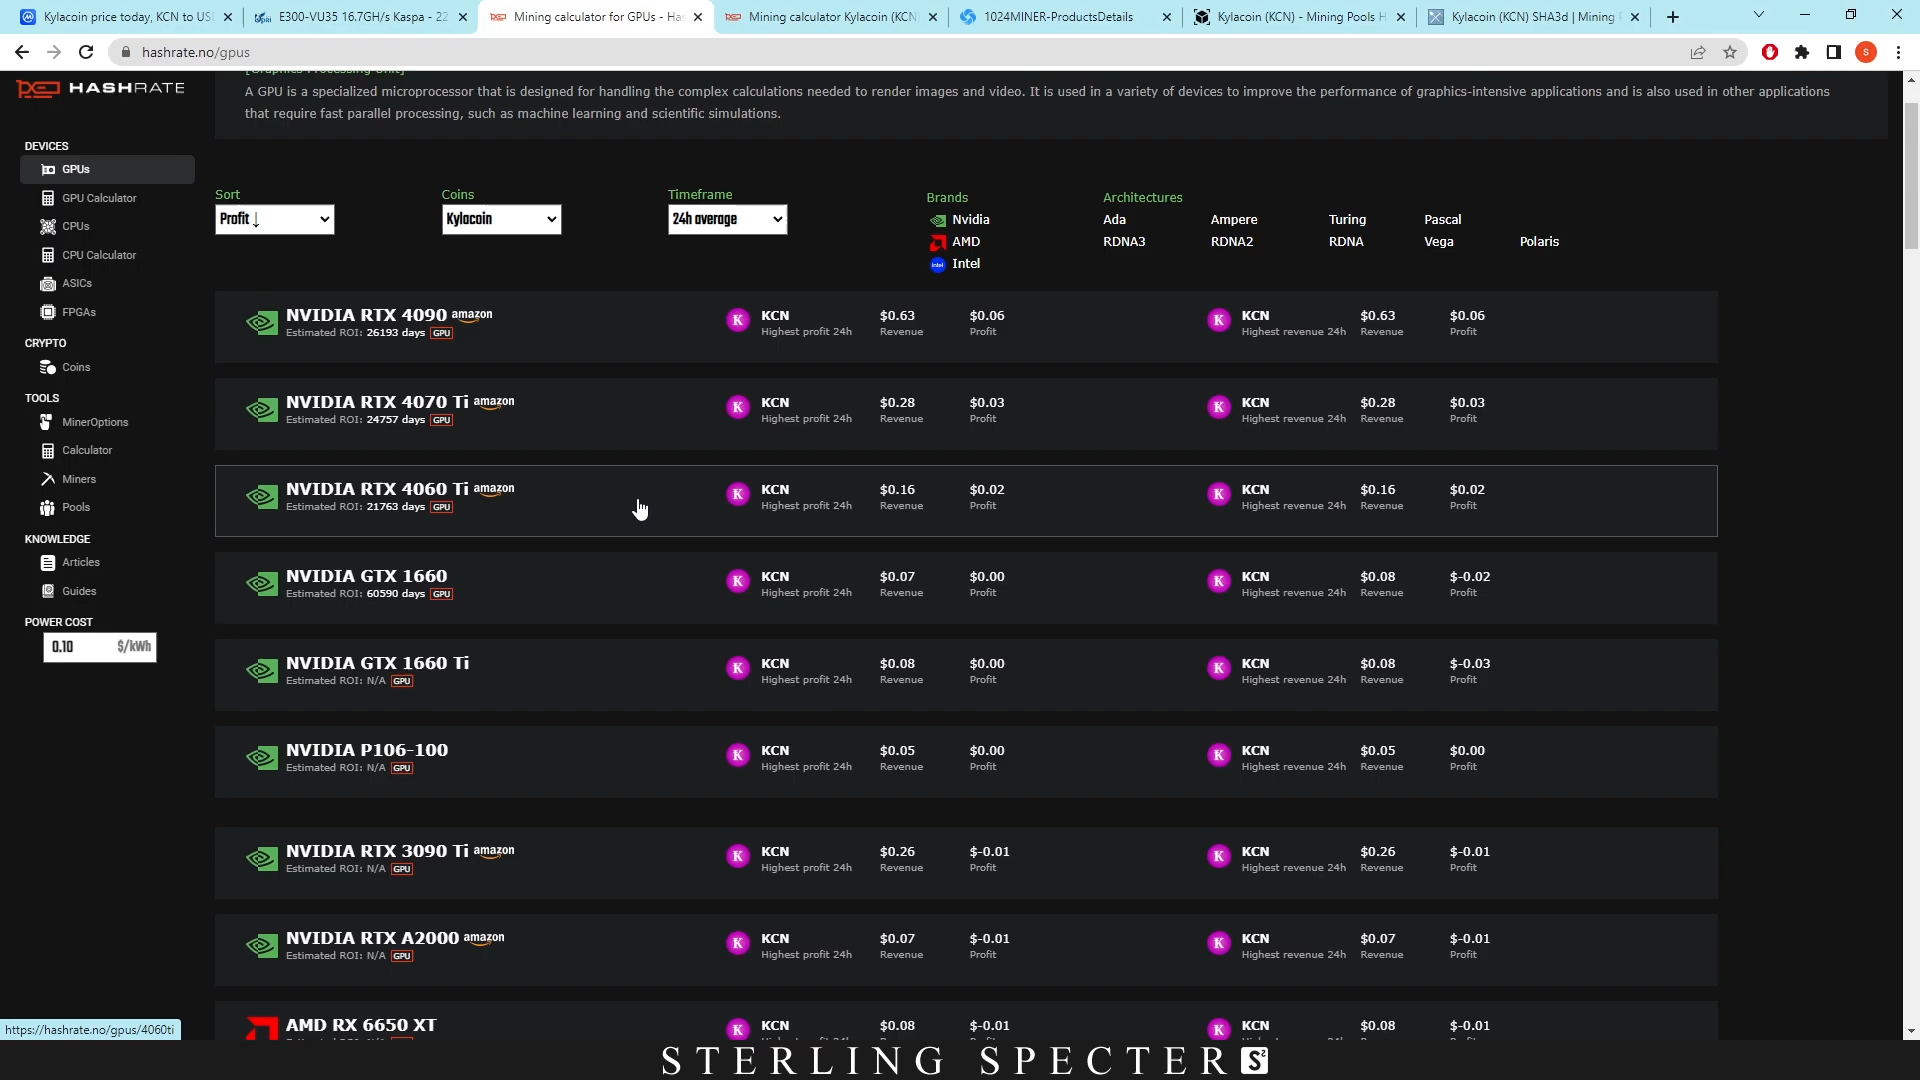 Kylacoin price today, KCN to US
E300-VU35 16.7GH/s Kaspa - 22
Mining calculator for GPUs - Ha
Mining calculator Kylacoin (KCN
1024MINER-ProductsDetails
Kylacoin (KCN) - Mining Pools H
Kylacoin (KCN) SHA3d | Mining
hashrate.no/gpus
S
HASHRATE
[Graphics Processing Unit]
A GPU is a specialized microprocessor that is designed for handling the complex calculations needed to render images and video. It is used in a variety of devices to improve the performance of graphics-intensive applications and is also used in other applications
that require fast parallel processing, such as machine learning and scientific simulations.
DEVICES
GPUs
GPU Calculator
CPUs
CPU Calculator
ASICs
FPGAs
CRYPTO
Coins
TOOLS
MinerOptions
Calculator
Miners
Pools
KNOWLEDGE
Articles
Guides
POWER COST
0.10 $/kWh
Sort
Profit ↓
Coins
Kylacoin
Timeframe
24h average
Brands
Nvidia
AMD
intel Intel
Architectures
Ada Ampere Turing Pascal
RDNA3 RDNA2 RDNA Vega Polaris
NVIDIA RTX 4090 amazon K KCN $0.63 $0.06 K KCN $0.63 $0.06
Estimated ROI: 26193 days GPU Highest profit 24h Revenue Profit Highest revenue 24h Revenue Profit
NVIDIA RTX 4070 Ti amazon K KCN $0.28 $0.03 K KCN $0.28 $0.03
Estimated ROI: 24757 days GPU Highest profit 24h Revenue Profit Highest revenue 24h Revenue Profit
NVIDIA RTX 4060 Ti amazon K KCN $0.16 $0.02 K KCN $0.16 $0.02
Estimated ROI: 21763 days GPU Highest profit 24h Revenue Profit Highest revenue 24h Revenue Profit
NVIDIA GTX 1660 K KCN $0.07 $0.00 K KCN $0.08 $-0.02
Estimated ROI: 60590 days GPU Highest profit 24h Revenue Profit Highest revenue 24h Revenue Profit
NVIDIA GTX 1660 Ti K KCN $0.08 $0.00 K KCN $0.08 $-0.03
Estimated ROI: N/A GPU Highest profit 24h Revenue Profit Highest revenue 24h Revenue Profit
NVIDIA P106-100 K KCN $0.05 $0.00 K KCN $0.05 $0.00
Estimated ROI: N/A GPU Highest profit 24h Revenue Profit Highest revenue 24h Revenue Profit
NVIDIA RTX 3090 Ti amazon K KCN $0.26 $-0.01 K KCN $0.26 $-0.01
Estimated ROI: N/A GPU Highest profit 24h Revenue Profit Highest revenue 24h Revenue Profit
NVIDIA RTX A2000 amazon K KCN $0.07 $-0.01 K KCN $0.07 $-0.01
Estimated ROI: N/A GPU Highest profit 24h Revenue Profit Highest revenue 24h Revenue Profit
AMD RX 6650 XT K KCN $0.08 $-0.01 K KCN $0.08 $-0.01
https://hashrate.no/gpus/4060ti
STERLING SPECTER S²